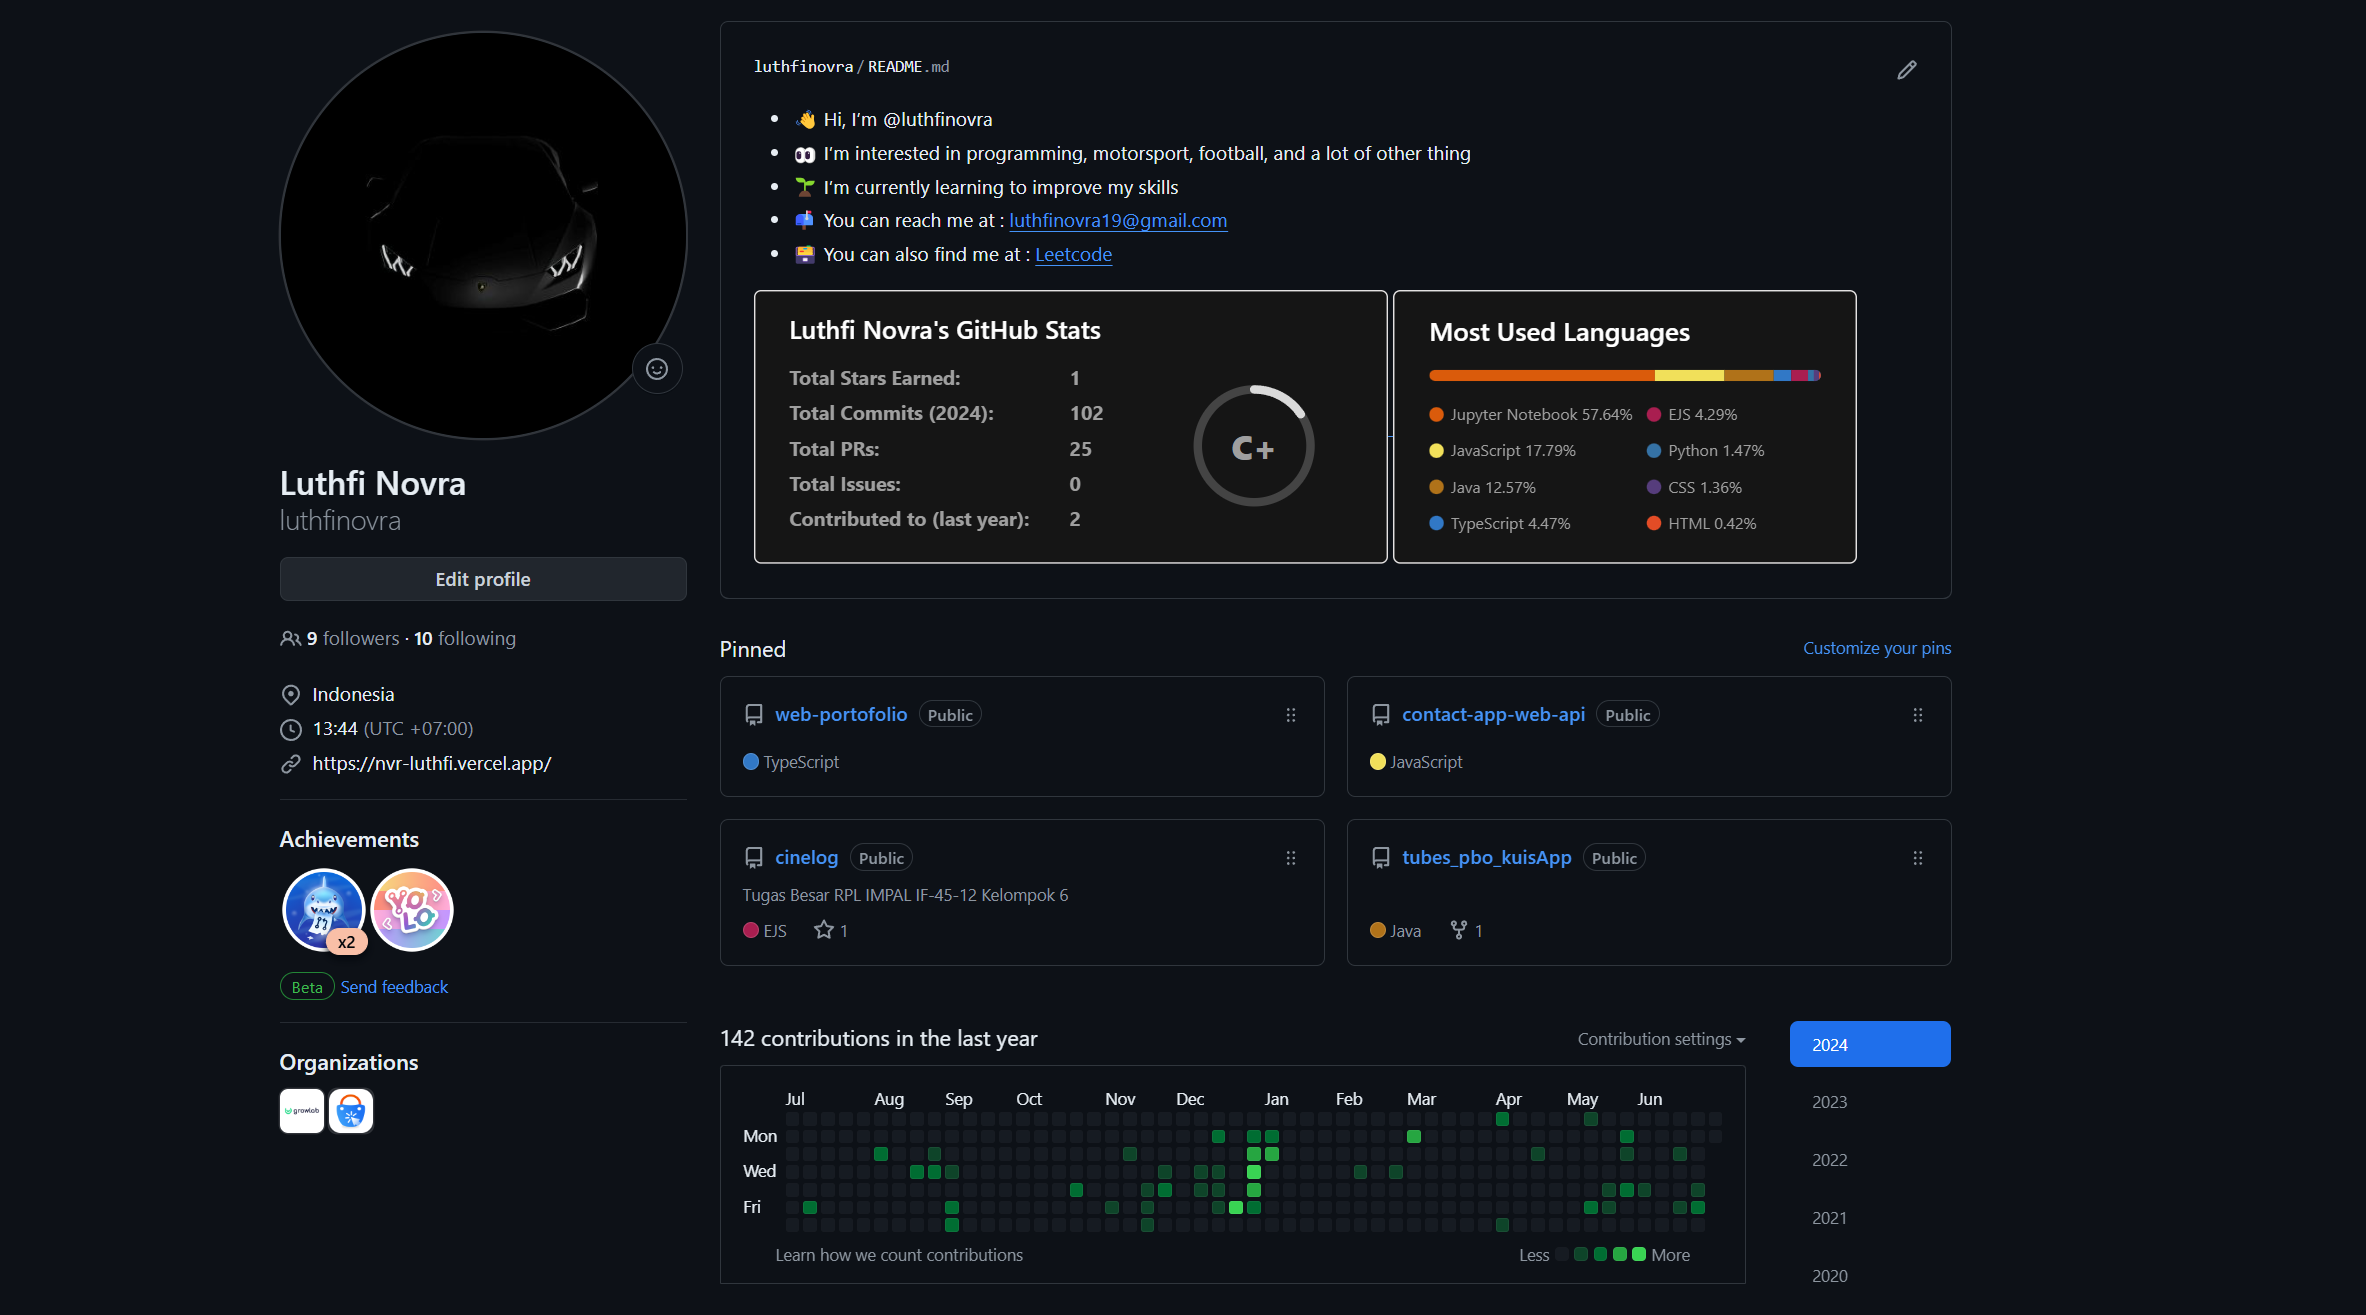 Luthfi Novra
luthfinovra
Edit profile
9 followers · 10 following
Indonesia
13:44 (UTC +07:00)
https://nvr-luthfi.vercel.app/
Achievements
YOLO
x2
Beta Send feedback
Organizations
growlab
luthfinovra/README.md
👋 Hi, I'm @luthfinovra
👀 I'm interested in programming, motorsport, football, and a lot of other thing
🌱 I'm currently learning to improve my skills
📫 You can reach me at : luthfinovra19@gmail.com
You can also find me at : Leetcode
Luthfi Novra's GitHub Stats
Total Stars Earned: 1
Total Commits (2024): 102
Total PRs: 25
Total Issues: 0
Contributed to (last year): 2
C+
Most Used Languages
Jupyter Notebook 57.64%
JavaScript 17.79%
Java 12.57%
TypeScript 4.47%
EJS 4.29%
Python 1.47%
CSS 1.36%
HTML 0.42%
Pinned
Customize your pins
web-portofolio Public
TypeScript
contact-app-web-api Public
JavaScript
cinelog Public
Tugas Besar RPL IMPAL IF-45-12 Kelompok 6
EJS 1
tubes_pbo_kuisApp Public
Java 1
142 contributions in the last year
Contribution settings
Jul Aug Sep Oct Nov Dec Jan Feb Mar Apr May Jun
Mon
Wed
Fri
Learn how we count contributions
Less More
2024
2023
2022
2021
2020